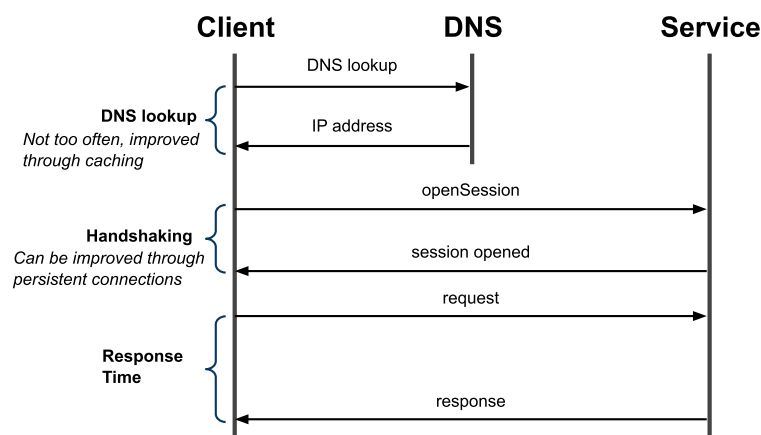 Client DNS Service
DNS lookup
DNS lookup
Not too often, improved
through caching
IP address
openSession
Handshaking
Can be improved through
persistent connections
session opened
request
Response
Time
response